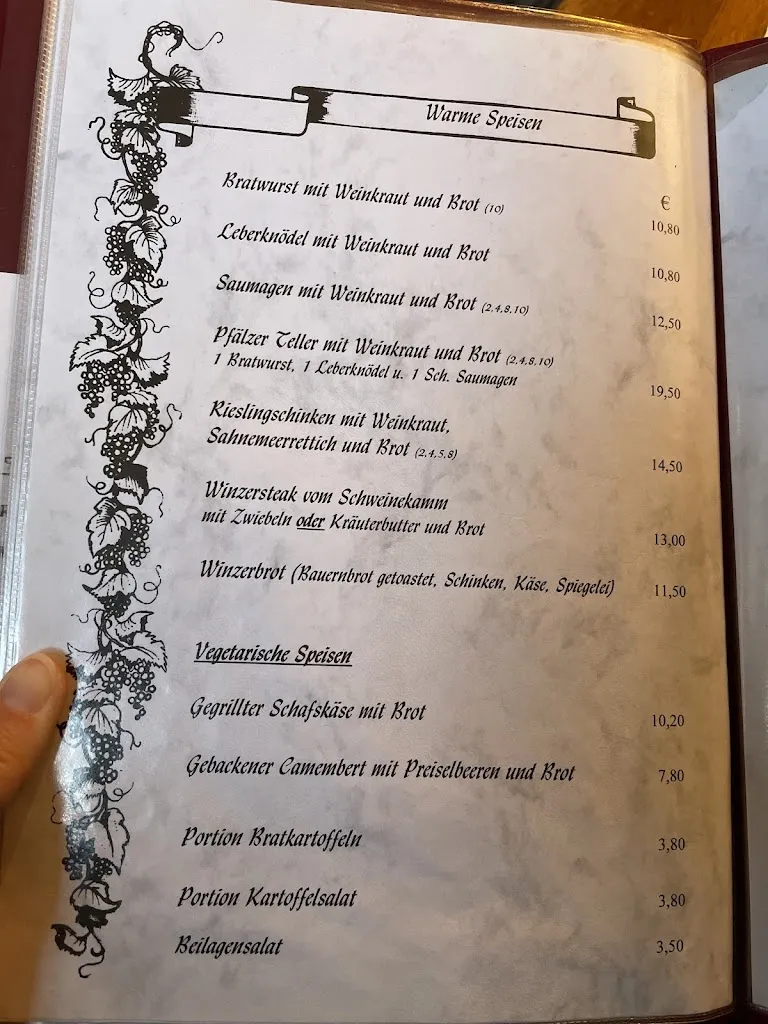 Warme Speisen
€
Bratwurst mit Weinkraut und Brot (10) 10,80
Leberknödel mit Weinkraut und Brot 10,80
Saumagen mit Weinkraut und Brot (2,4,8,10) 12,50
Pfälzer Teller mit Weinkraut und Brot (2,4,8,10)
1 Bratwurst, 1 Leberknödel u. 1 Sch. Saumagen 19,50
Rieslingschinken mit Weinkraut,
Sahnemeerrettich und Brot (2,4,5,8) 14,50
Winzersteak vom Schweinekamm
mit Zwiebeln oder Kräuterbutter und Brot 13,00
Winzerbrot (Bauernbrot getoastet, Schinken, Käse, Spiegelei) 11,50
Vegetarische Speisen
Gegrillter Schafskäse mit Brot 10,20
Gebackener Camembert mit Preiselbeeren und Brot 7,80
Portion Bratkartoffeln 3,80
Portion Kartoffelsalat 3,80
Beilagensalat 3,50